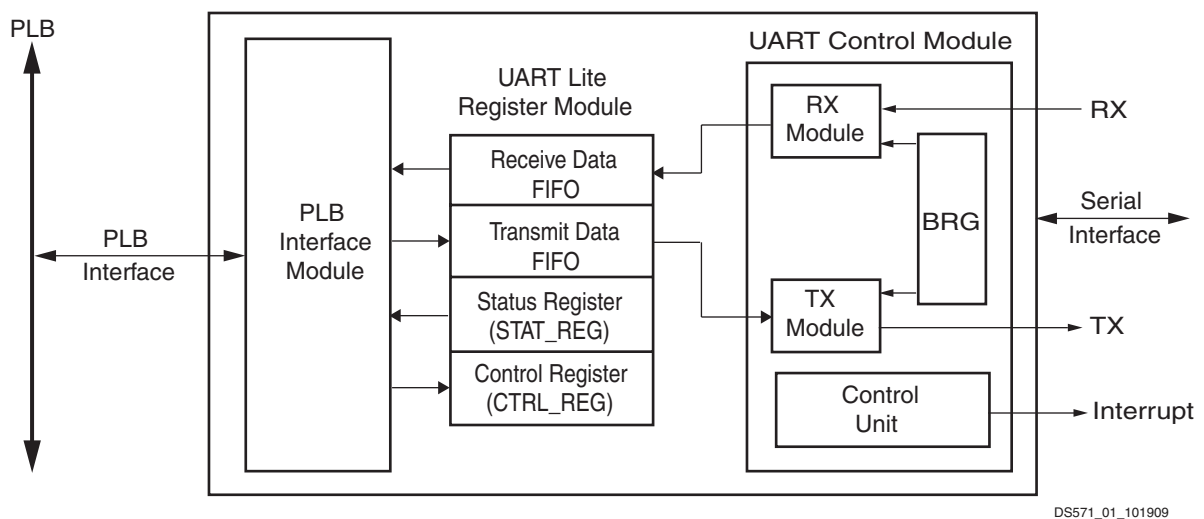 PLB
PLB
Interface
PLB
Interface
Module
UART Lite
Register Module
Receive Data
FIFO
Transmit Data
FIFO
Status Register
(STAT_REG)
Control Register
(CTRL_REG)
UART Control Module
RX
Module
BRG
TX
Module
Control
Unit
RX
Serial
Interface
TX
Interrupt
DS571_01_101909